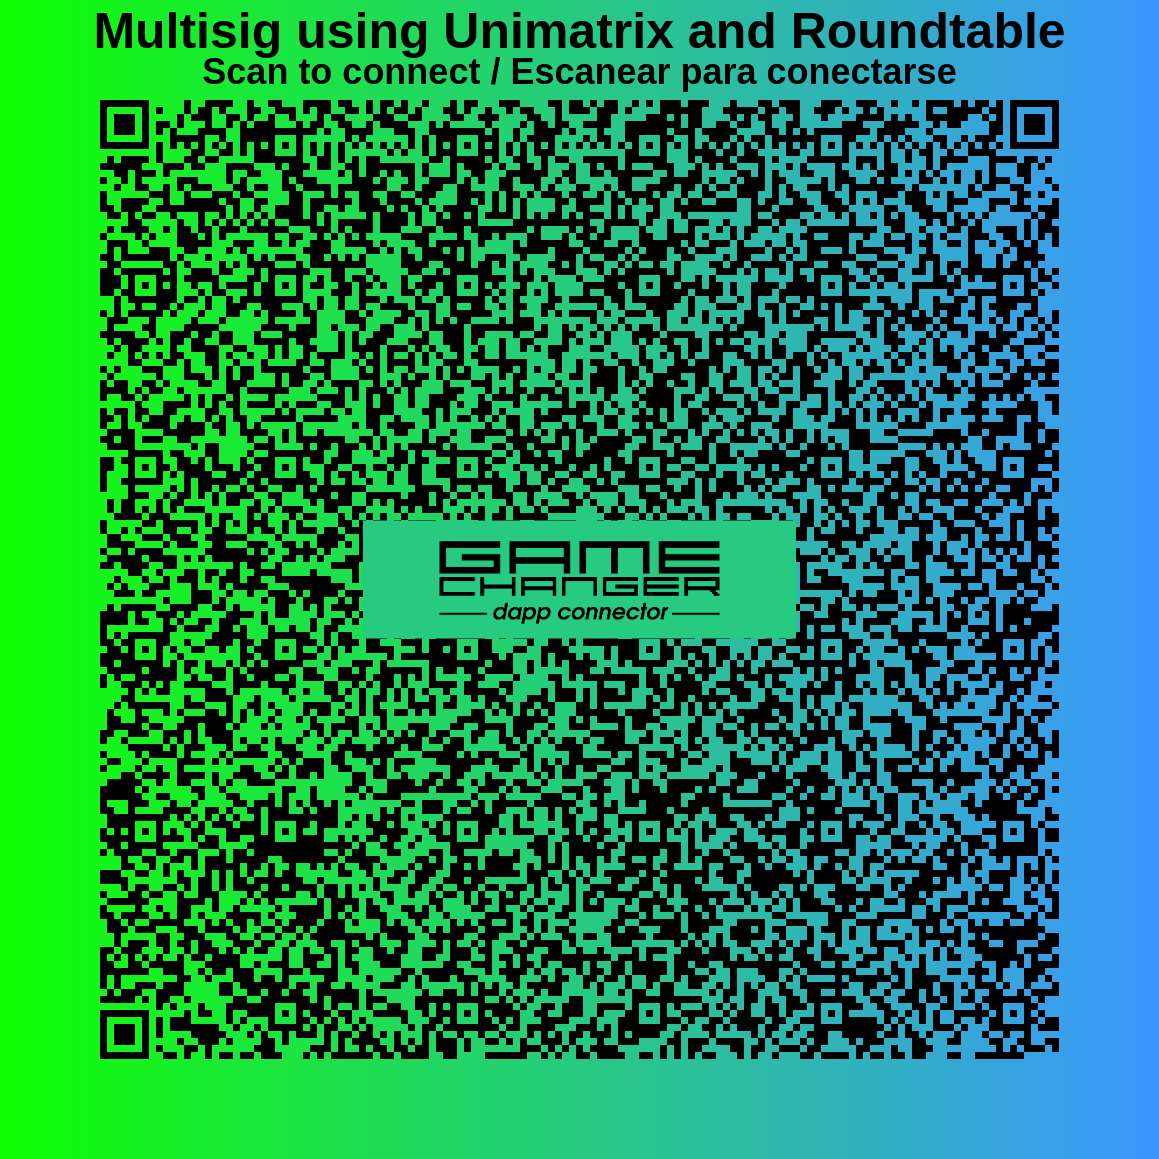 Multisig using Unimatrix and Roundtable
Scan to connect / Escanear para conectarse
GAME
CHANGER
dapp connector